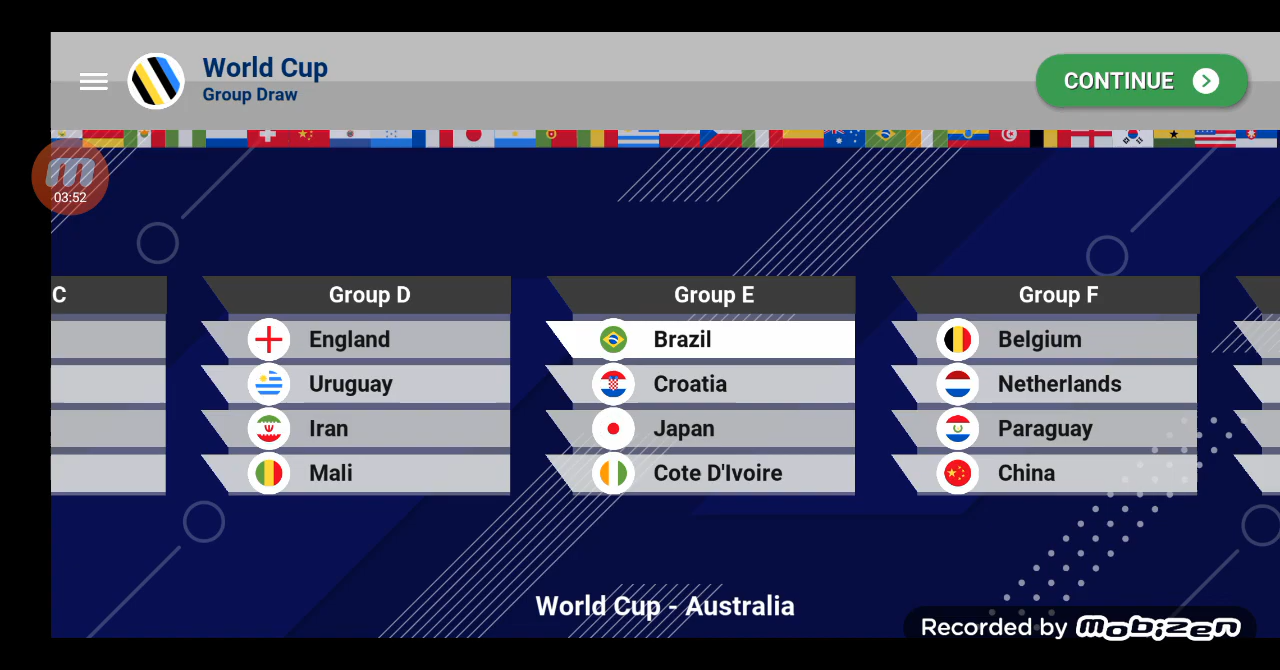 World Cup
Group Draw
CONTINUE
03:52
C
Group D
England
Uruguay
Iran
Mali
Group E
Brazil
Croatia
Japan
Cote D'Ivoire
Group F
Belgium
Netherlands
Paraguay
China
World Cup - Australia
Recorded by mobizen